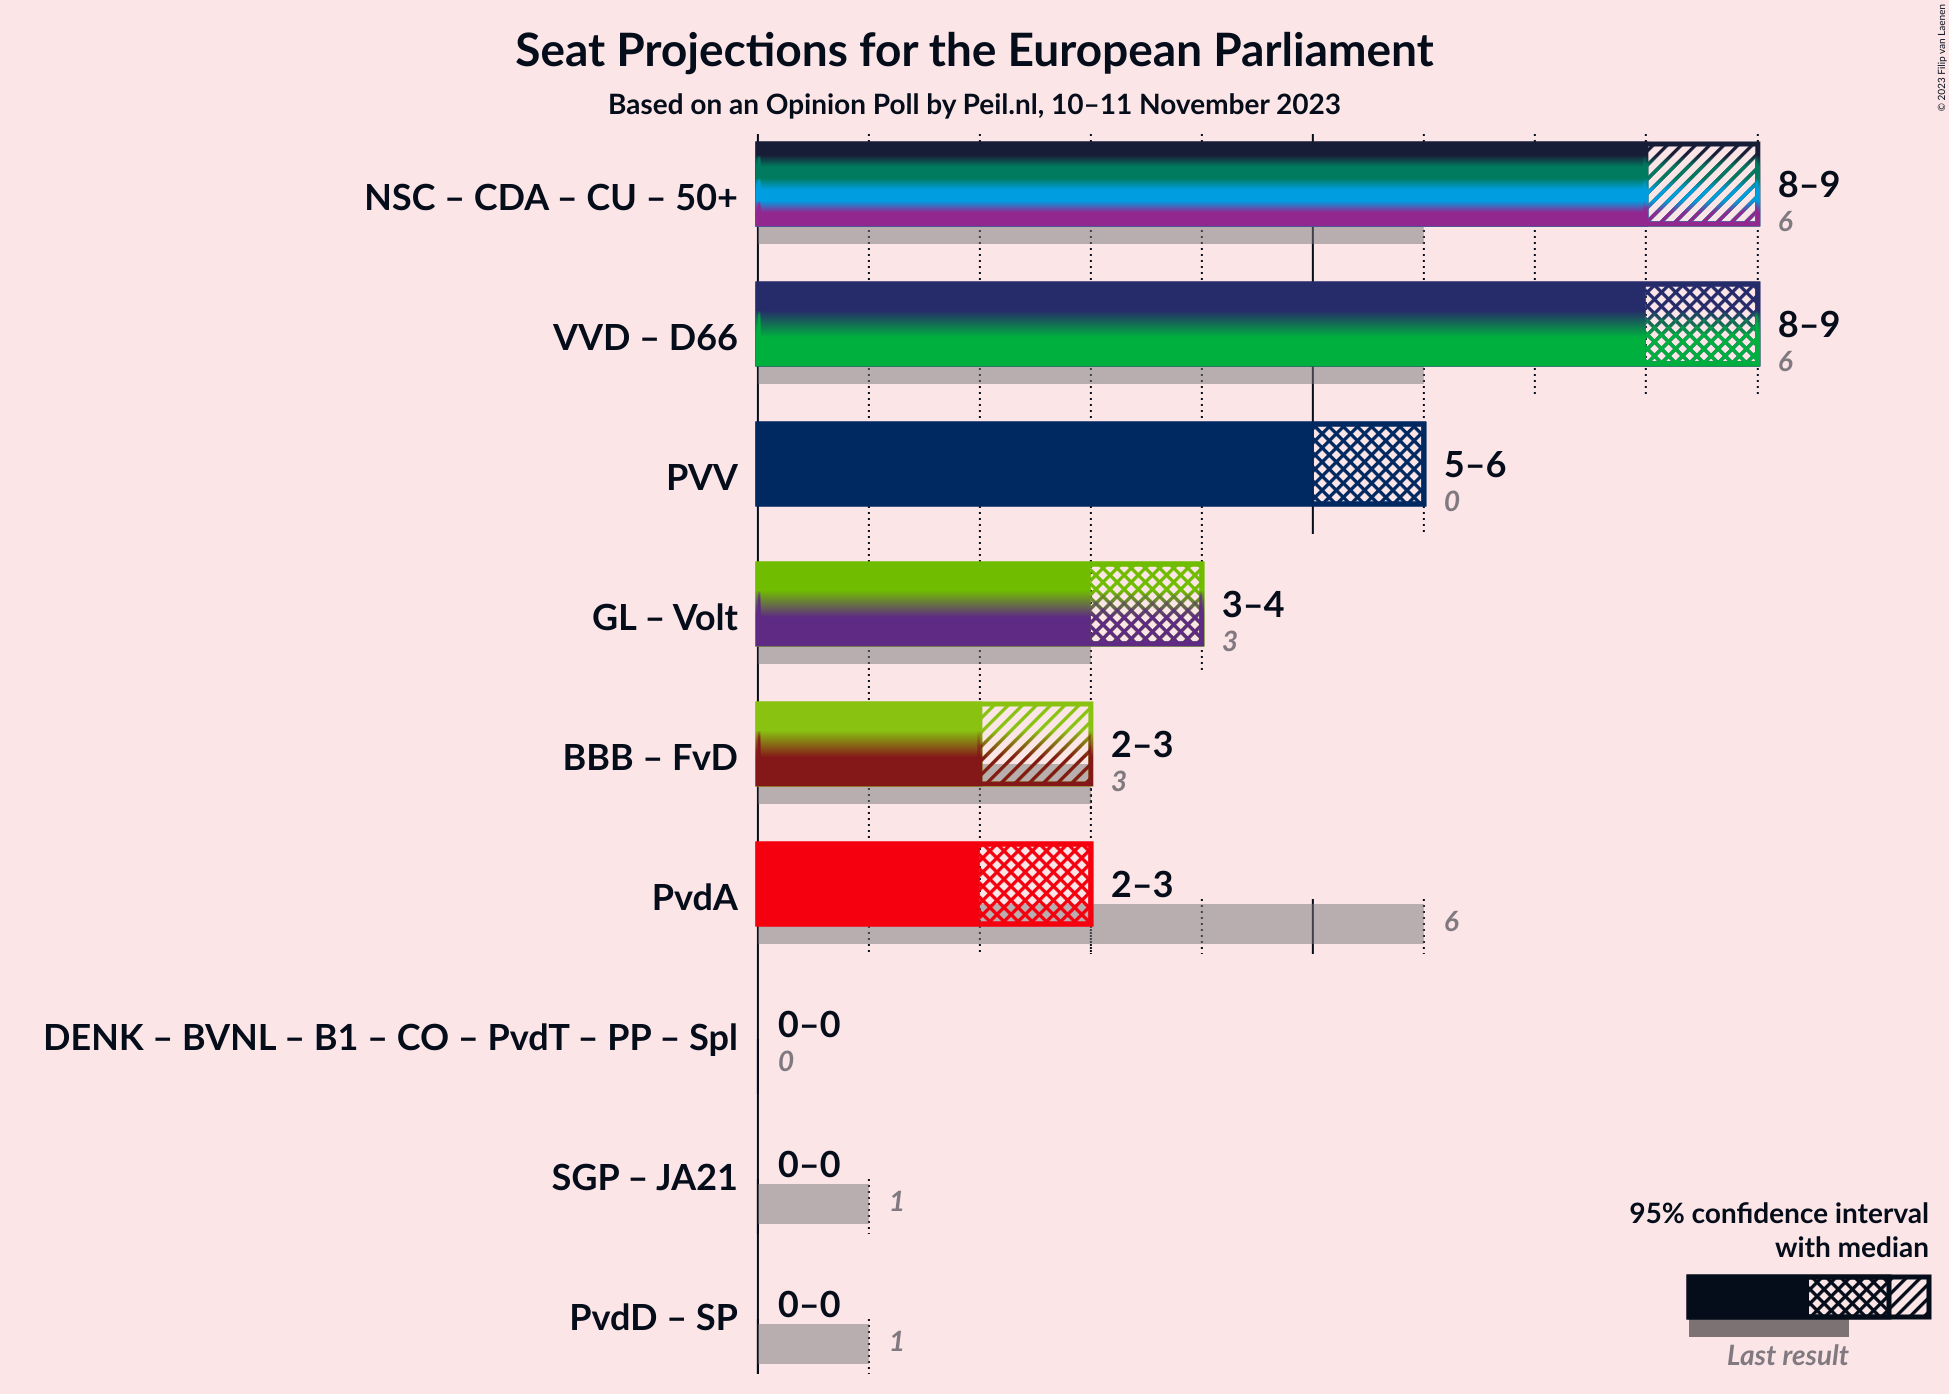 Seat Projections for the European Parliament
Based on an Opinion Poll by Peil.nl, 10–11 November 2023
© 2023 Filip van Laenen
NSC – CDA – CU – 50+
8–9
6
VVD – D66
8–9
6
PVV
5–6
0
GL – Volt
3–4
3
BBB – FvD
2–3
3
PvdA
2–3
6
DENK – BVNL – B1 – CO – PvdT – PP – Spl
0–0
0
SGP – JA21
0–0
1
PvdD – SP
0–0
1
95% confidence interval
with median
Last result